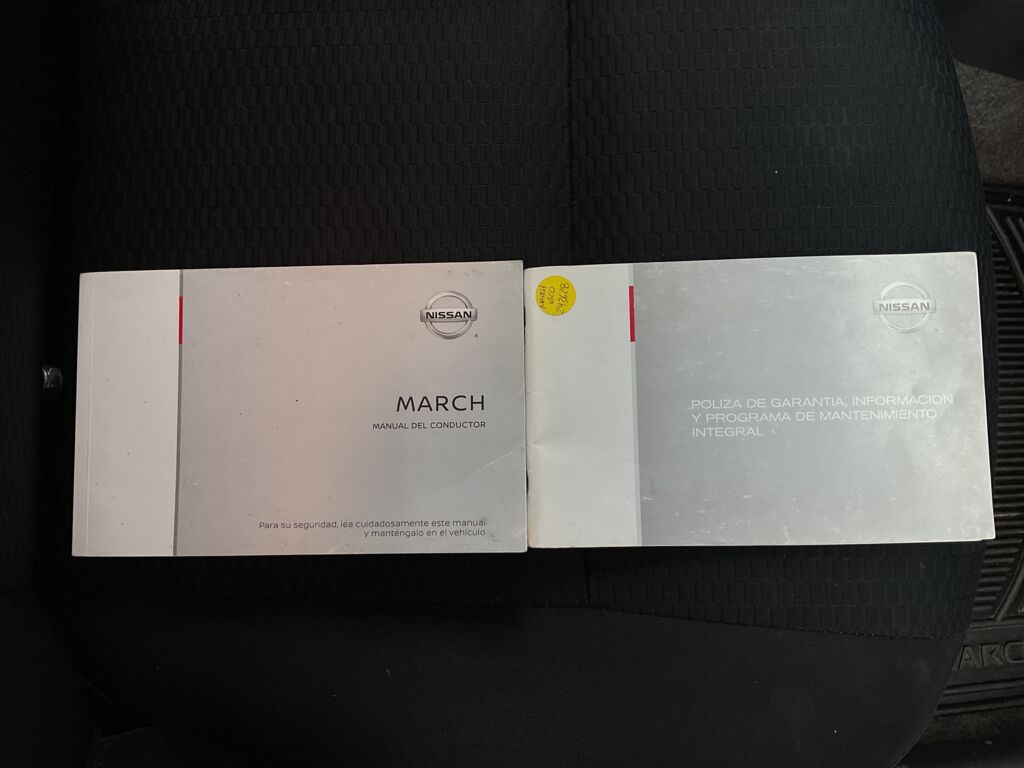 NISSAN
MARCH
MANUAL DEL CONDUCTOR
Para su seguridad, lea cuidadosamente este manual
y manténgalo en el vehículo
243628
NISSAN
POLIZA DE GARANTIA, INFORMACION
Y PROGRAMA DE MANTENIMIENTO
INTEGRAL